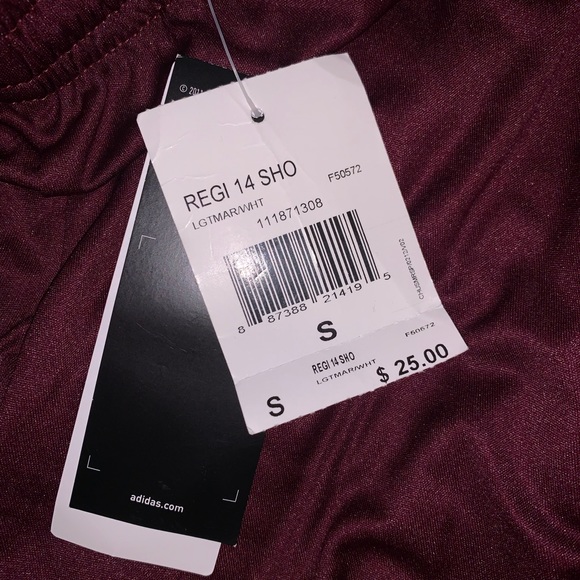 © 2011
REGI 14 SHO F50572
LGTMAR/WHT
111871308
8 87388 21419 5
S
REGI 14 SHO F50572
LGTMAR/WHT
S $ 25.00
adidas.com